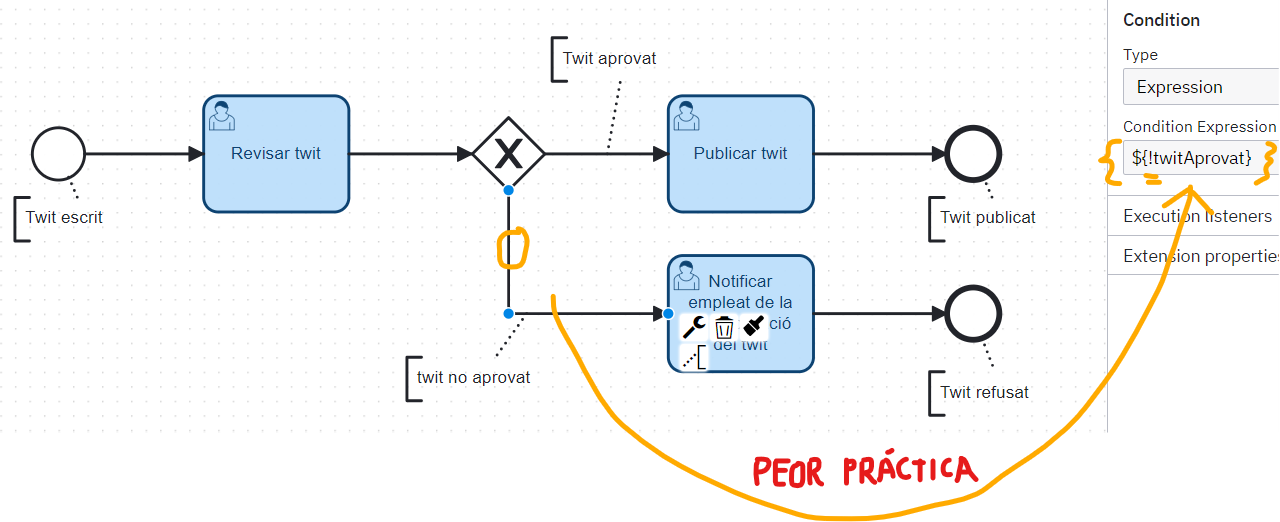 Twit aprovat
Condition
Type
Expression
Condition Expression
${!twitAprovat}
Execution listeners
Extension properties
Revisar twit
X
Publicar twit
Twit escrit
Twit publicat
Notificar
empleat de la
ció
del twit
twit no aprovat
Twit refusat
PEOR PRÁCTICA